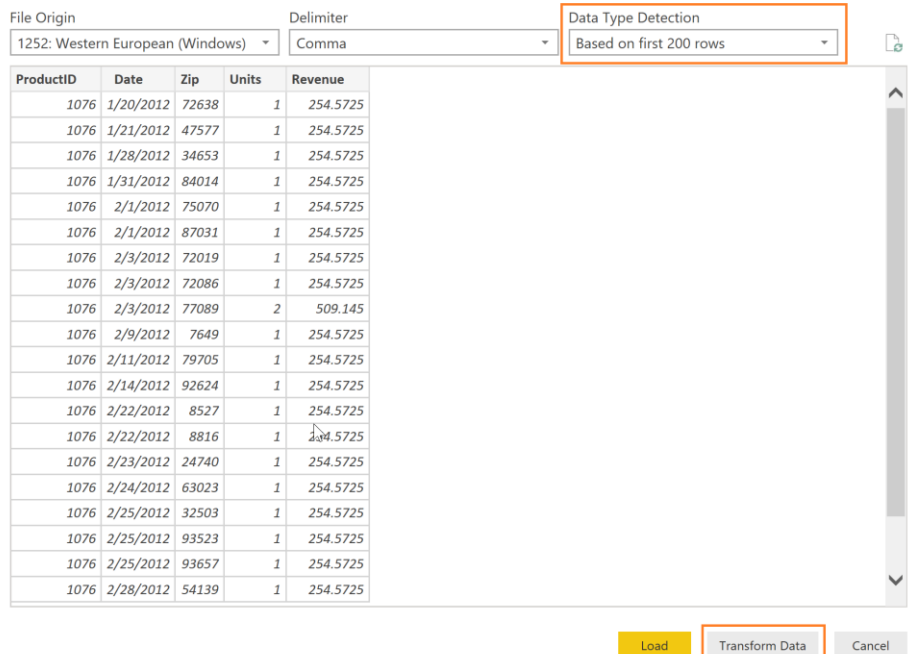 File Origin Delimiter Data Type Detection
1252: Western European (Windows) Comma Based on first 200 rows
ProductID Date Zip Units Revenue
1076 1/20/2012 72638 1 254.5725
1076 1/21/2012 47577 1 254.5725
1076 1/28/2012 34653 1 254.5725
1076 1/31/2012 84014 1 254.5725
1076 2/1/2012 75070 1 254.5725
1076 2/1/2012 87031 1 254.5725
1076 2/3/2012 72019 1 254.5725
1076 2/3/2012 72086 1 254.5725
1076 2/3/2012 77089 2 509.145
1076 2/9/2012 7649 1 254.5725
1076 2/11/2012 79705 1 254.5725
1076 2/14/2012 92624 1 254.5725
1076 2/22/2012 8527 1 254.5725
1076 2/22/2012 8816 1 254.5725
1076 2/23/2012 24740 1 254.5725
1076 2/24/2012 63023 1 254.5725
1076 2/25/2012 32503 1 254.5725
1076 2/25/2012 93523 1 254.5725
1076 2/25/2012 93657 1 254.5725
1076 2/28/2012 54139 1 254.5725
Load Transform Data Cancel